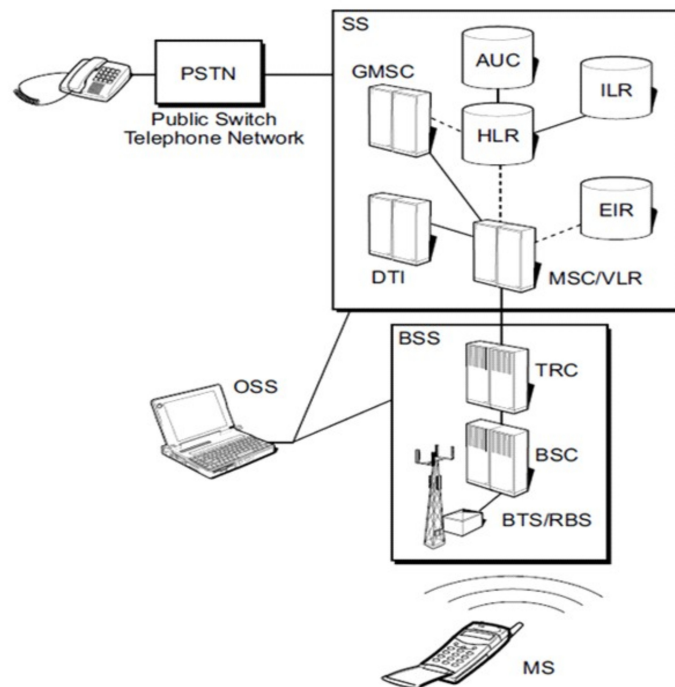 SS
GMSC
AUC
ILR
PSTN
HLR
Public Switch
Telephone Network
EIR
DTI
MSC/VLR
BSS
TRC
OSS
BSC
BTS/RBS
MS